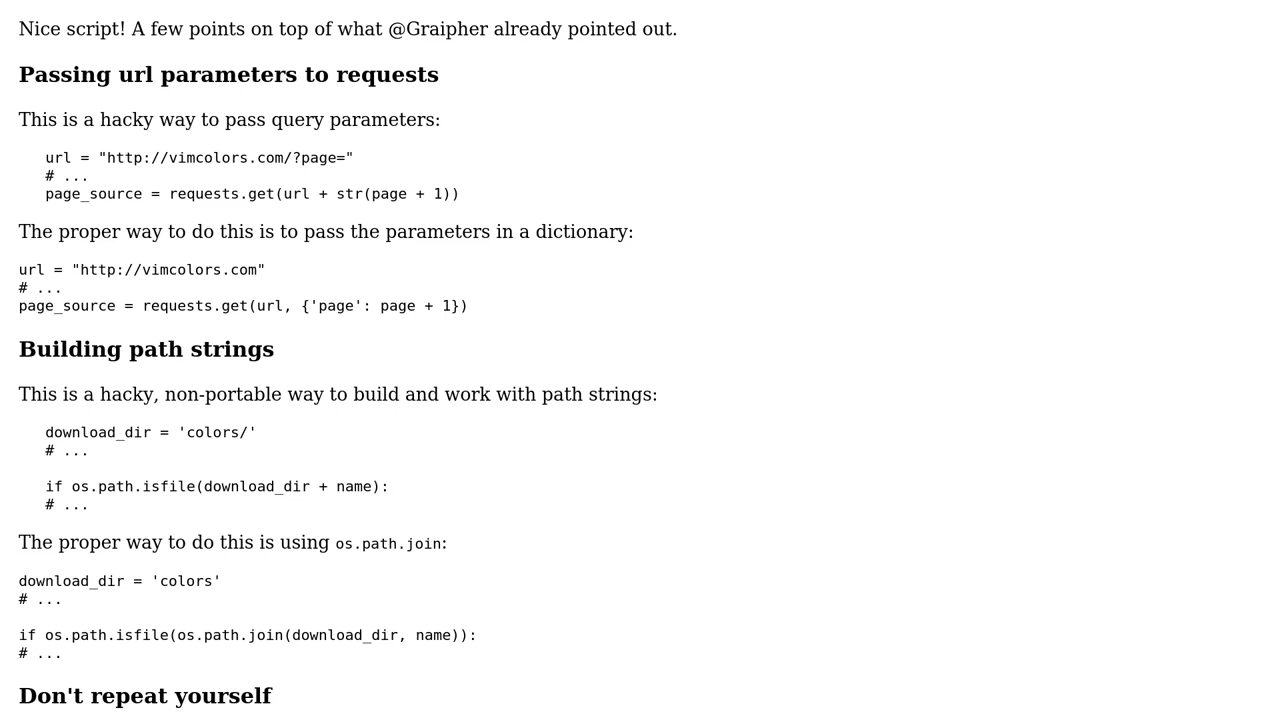 Nice script! A few points on top of what @Graipher already pointed out.
Passing url parameters to requests
This is a hacky way to pass query parameters:
url = "http://vimcolors.com/?page="
# ...
page_source = requests.get(url + str(page + 1))
The proper way to do this is to pass the parameters in a dictionary:
url = "http://vimcolors.com"
# ...
page_source = requests.get(url, {'page': page + 1})
Building path strings
This is a hacky, non-portable way to build and work with path strings:
download_dir = 'colors/'
# ...
if os.path.isfile(download_dir + name):
# ...
The proper way to do this is using os.path.join:
download_dir = 'colors'
# ...
if os.path.isfile(os.path.join(download_dir, name)):
# ...
Don't repeat yourself